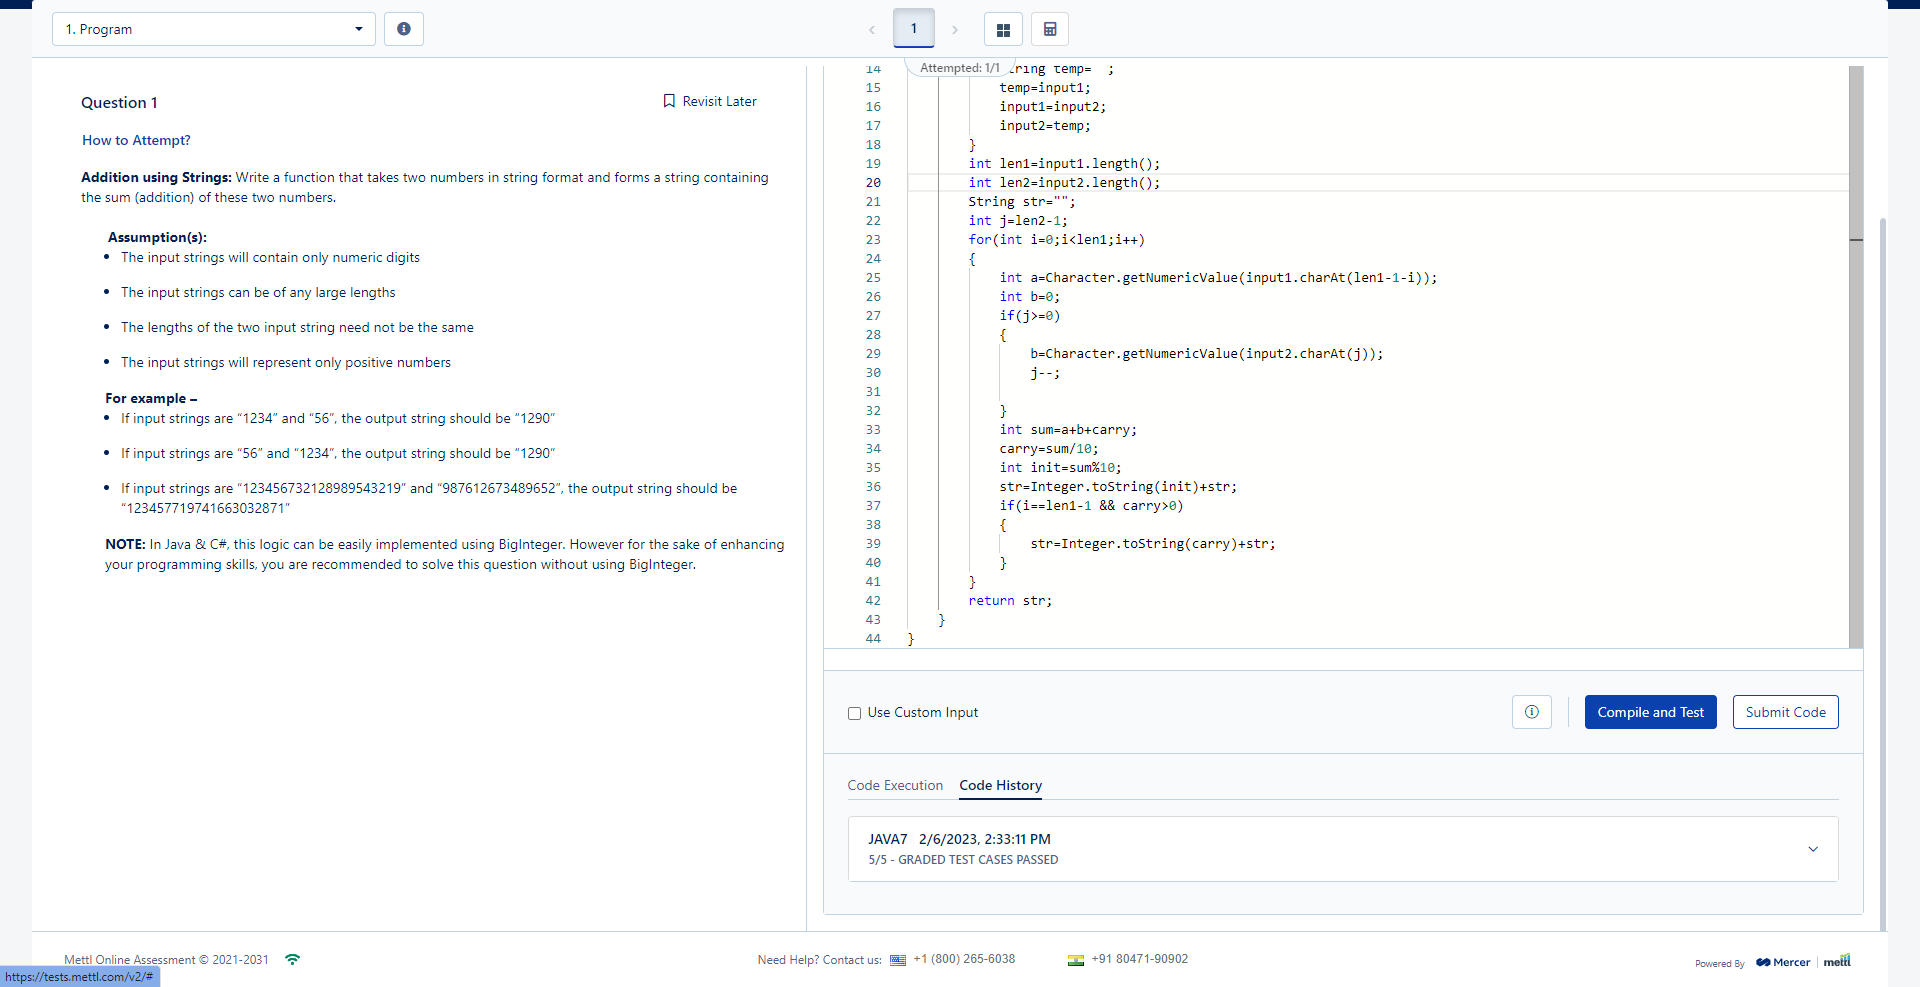 1. Program
1
Attempted: 1/1
Question 1
Revisit Later
How to Attempt?
Addition using Strings: Write a function that takes two numbers in string format and forms a string containing
the sum (addition) of these two numbers.
Assumption(s):
The input strings will contain only numeric digits
The input strings can be of any large lengths
The lengths of the two input string need not be the same
The input strings will represent only positive numbers
For example –
If input strings are “1234” and “56”, the output string should be “1290”
If input strings are “56” and “1234”, the output string should be “1290”
If input strings are “123456732128989543219” and “987612673489652”, the output string should be
“123457719741663032871”
NOTE: In Java & C#, this logic can be easily implemented using BigInteger. However for the sake of enhancing
your programming skills, you are recommended to solve this question without using BigInteger.
14 tring temp= ;
15 temp=input1;
16 input1=input2;
17 input2=temp;
18 }
19 int len1=input1.length();
20 int len2=input2.length();
21 String str="";
22 int j=len2-1;
23 for(int i=0;i<len1;i++)
24 {
25 int a=Character.getNumericValue(input1.charAt(len1-1-i));
26 int b=0;
27 if(j>=0)
28 {
29 b=Character.getNumericValue(input2.charAt(j));
30 j--;
31
32 }
33 int sum=a+b+carry;
34 carry=sum/10;
35 int init=sum%10;
36 str=Integer.toString(init)+str;
37 if(i==len1-1 && carry>0)
38 {
39 str=Integer.toString(carry)+str;
40 }
41 }
42 return str;
43 }
44 }
Use Custom Input
Compile and Test
Submit Code
Code Execution Code History
JAVA7 2/6/2023, 2:33:11 PM
5/5 - GRADED TEST CASES PASSED
Mettl Online Assessment © 2021-2031
Need Help? Contact us: +1 (800) 265-6038 +91 80471-90902
Powered By Mercer | mettl
https://tests.mettl.com/v2/#